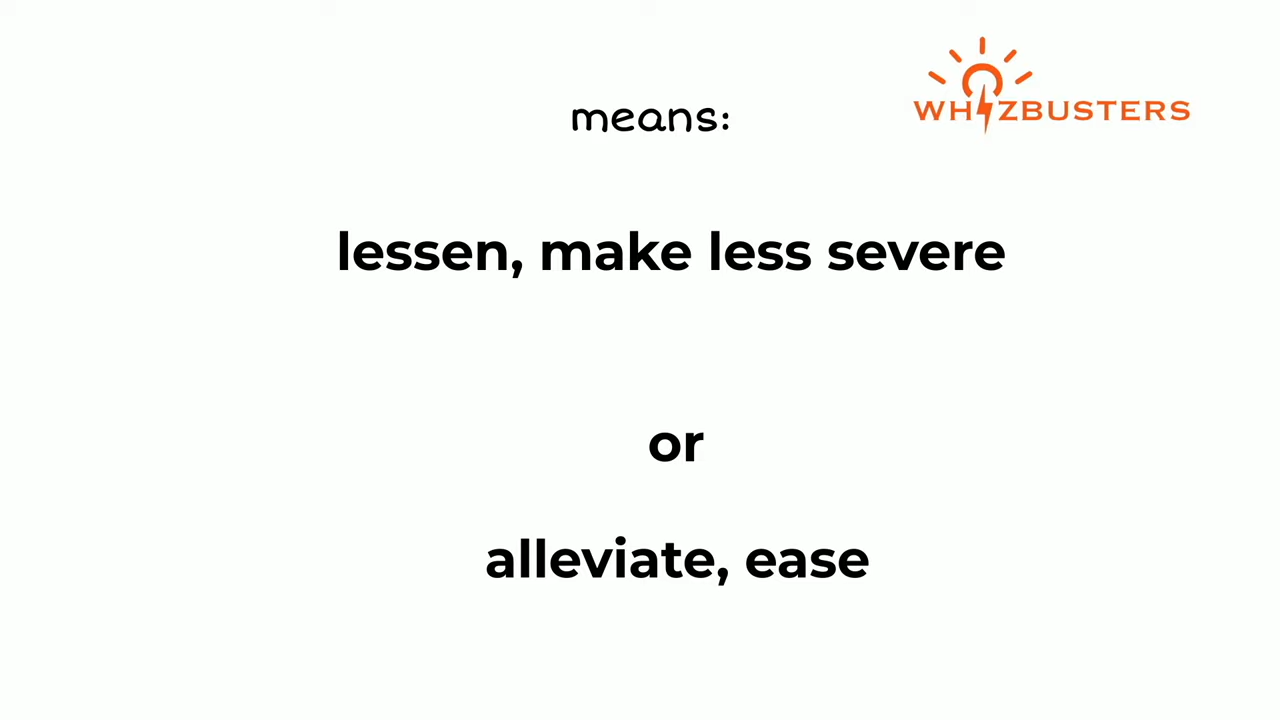 means:
WHIZBUSTERS
lessen, make less severe
or
alleviate, ease